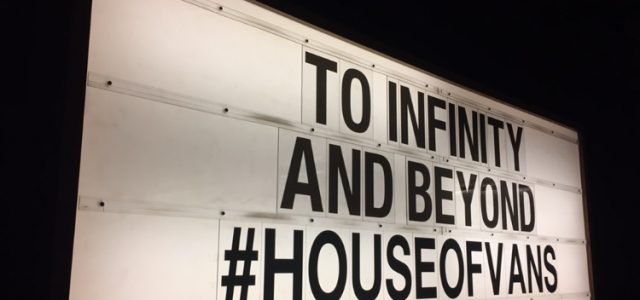 TO INFINITY
AND BEYOND
#HOUSEOFVANS